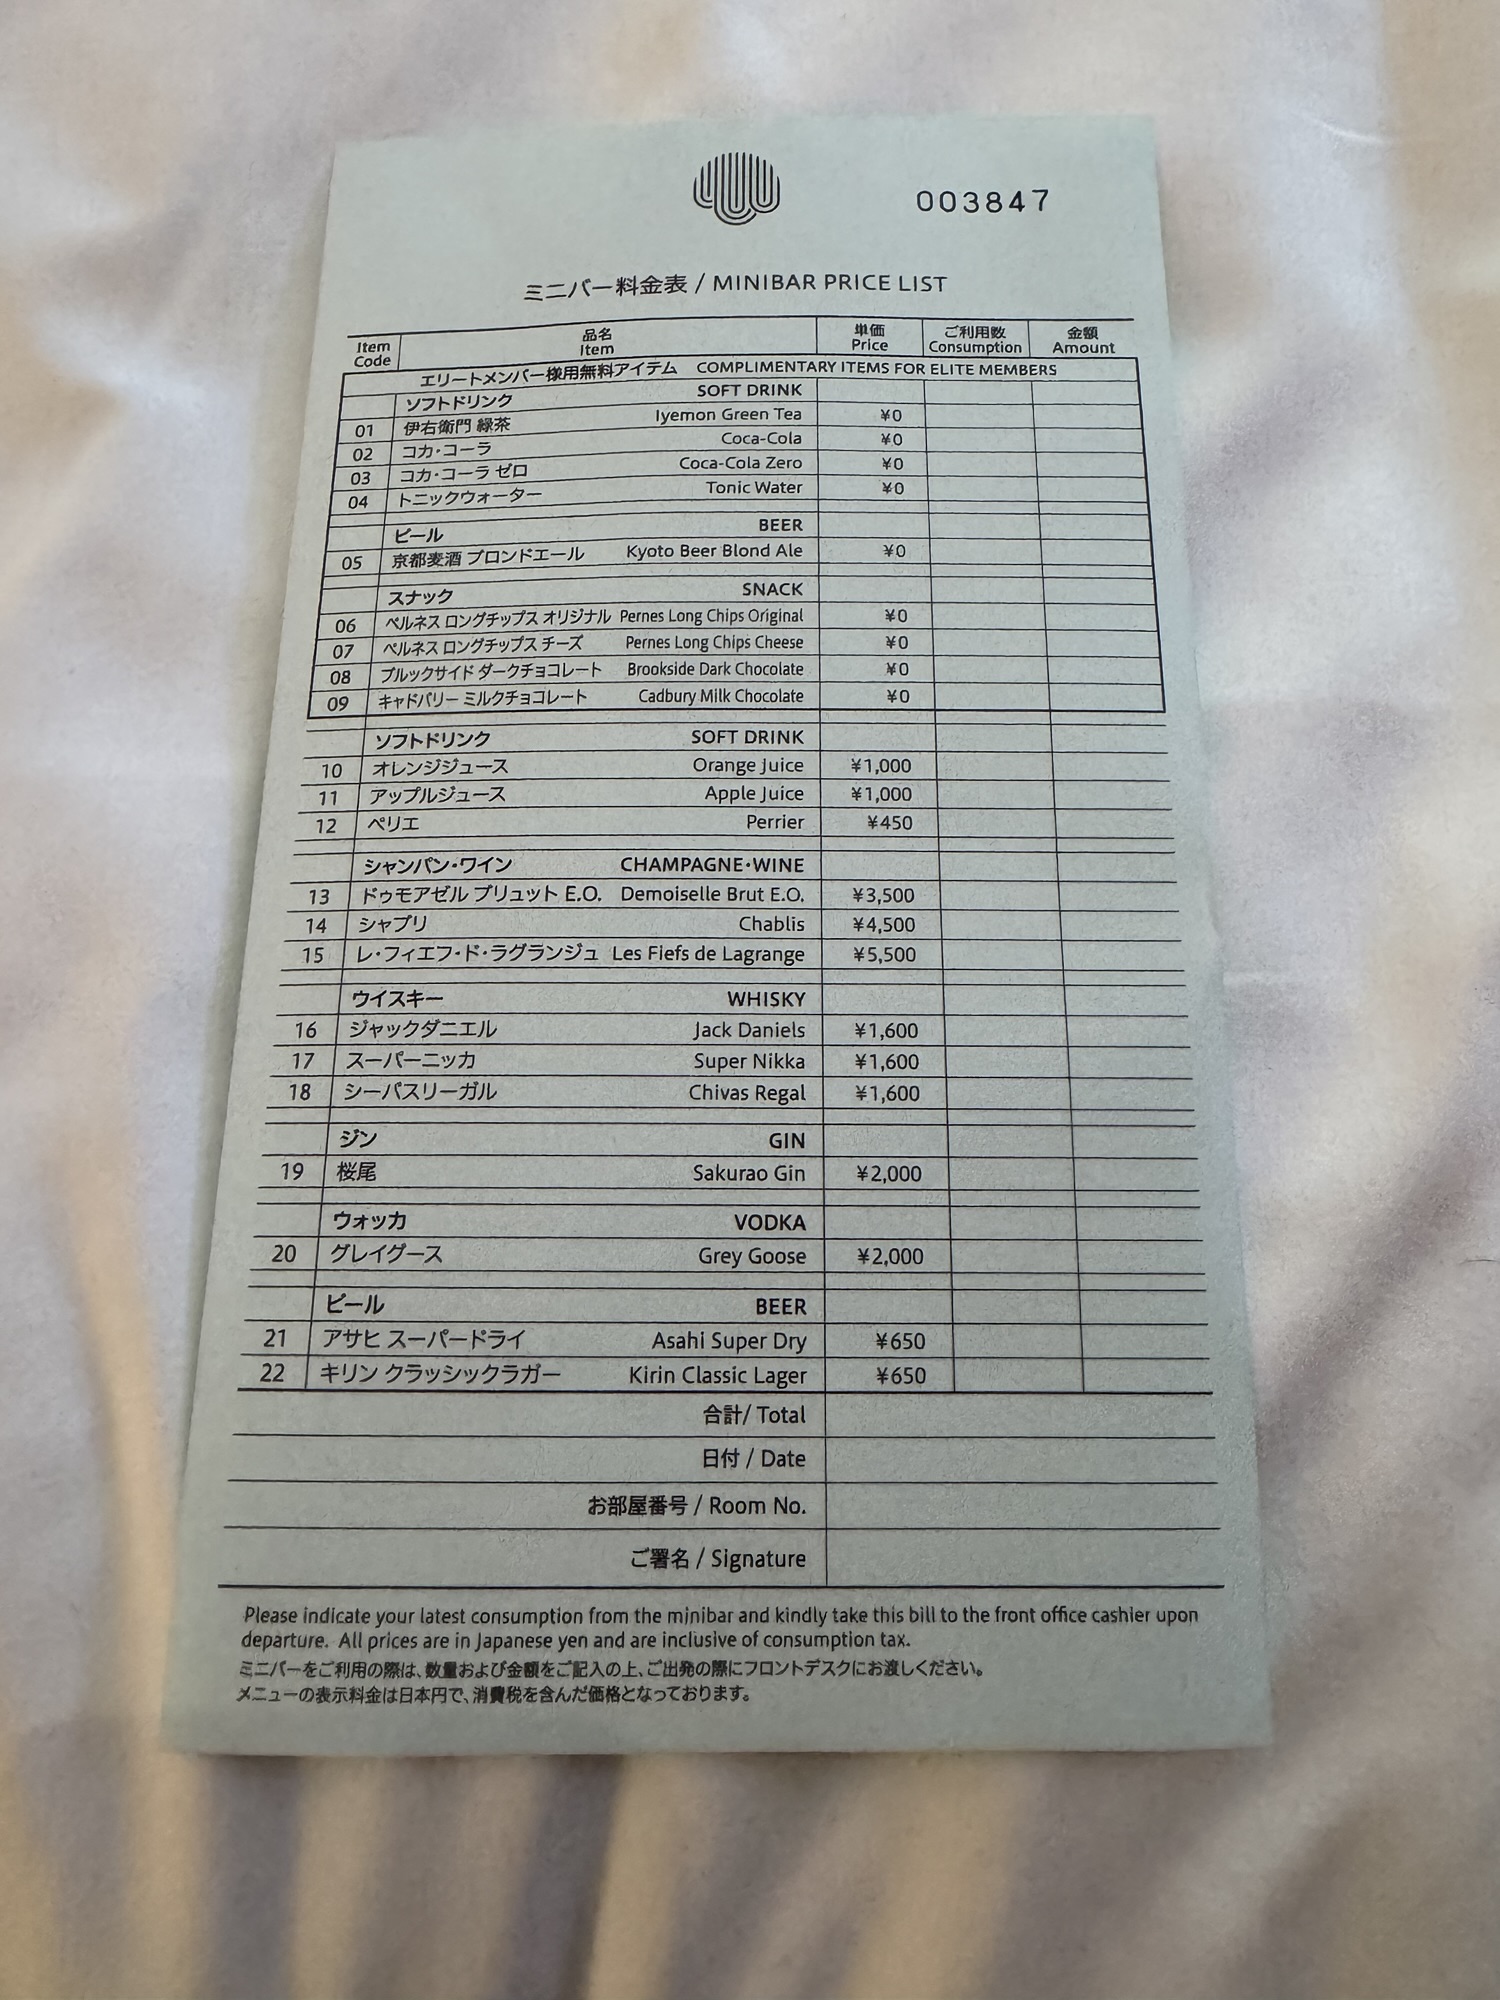 003847
ミニバー料金表 / MINIBAR PRICE LIST
Item Code 品名 Item 単価 Price ご利用数 Consumption 金額 Amount
エリートメンバー様用無料アイテム COMPLIMENTARY ITEMS FOR ELITE MEMBERS
ソフトドリンク SOFT DRINK
01 伊右衛門 緑茶 Iyemon Green Tea ¥0
02 コカ・コーラ Coca-Cola ¥0
03 コカ・コーラ ゼロ Coca-Cola Zero ¥0
04 トニックウォーター Tonic Water ¥0
ビール BEER
05 京都麦酒 ブロンドエール Kyoto Beer Blond Ale ¥0
スナック SNACK
06 ペルネス ロングチップス オリジナル Pernes Long Chips Original ¥0
07 ペルネス ロングチップス チーズ Pernes Long Chips Cheese ¥0
08 ブルックサイド ダークチョコレート Brookside Dark Chocolate ¥0
09 キャドバリー ミルクチョコレート Cadbury Milk Chocolate ¥0
ソフトドリンク SOFT DRINK
10 オレンジジュース Orange Juice ¥1,000
11 アップルジュース Apple Juice ¥1,000
12 ペリエ Perrier ¥450
シャンパン・ワイン CHAMPAGNE・WINE
13 ドゥモアゼル ブリュット E.O. Demoiselle Brut E.O. ¥3,500
14 シャブリ Chablis ¥4,500
15 レ・フィエフ・ド・ラグランジュ Les Fiefs de Lagrange ¥5,500
ウイスキー WHISKY
16 ジャックダニエル Jack Daniels ¥1,600
17 スーパーニッカ Super Nikka ¥1,600
18 シーバスリーガル Chivas Regal ¥1,600
ジン GIN
19 桜尾 Sakurao Gin ¥2,000
ウォッカ VODKA
20 グレイグース Grey Goose ¥2,000
ビール BEER
21 アサヒ スーパードライ Asahi Super Dry ¥650
22 キリン クラッシックラガー Kirin Classic Lager ¥650
合計/ Total
日付 / Date
お部屋番号 / Room No.
ご署名 / Signature
Please indicate your latest consumption from the minibar and kindly take this bill to the front office cashier upon
departure. All prices are in Japanese yen and are inclusive of consumption tax.
ミニバーをご利用の際は、数量および金額をご記入の上、ご出発の際にフロントデスクにお渡しください。
メニューの表示料金は日本円で、消費税を含んだ価格となっております。